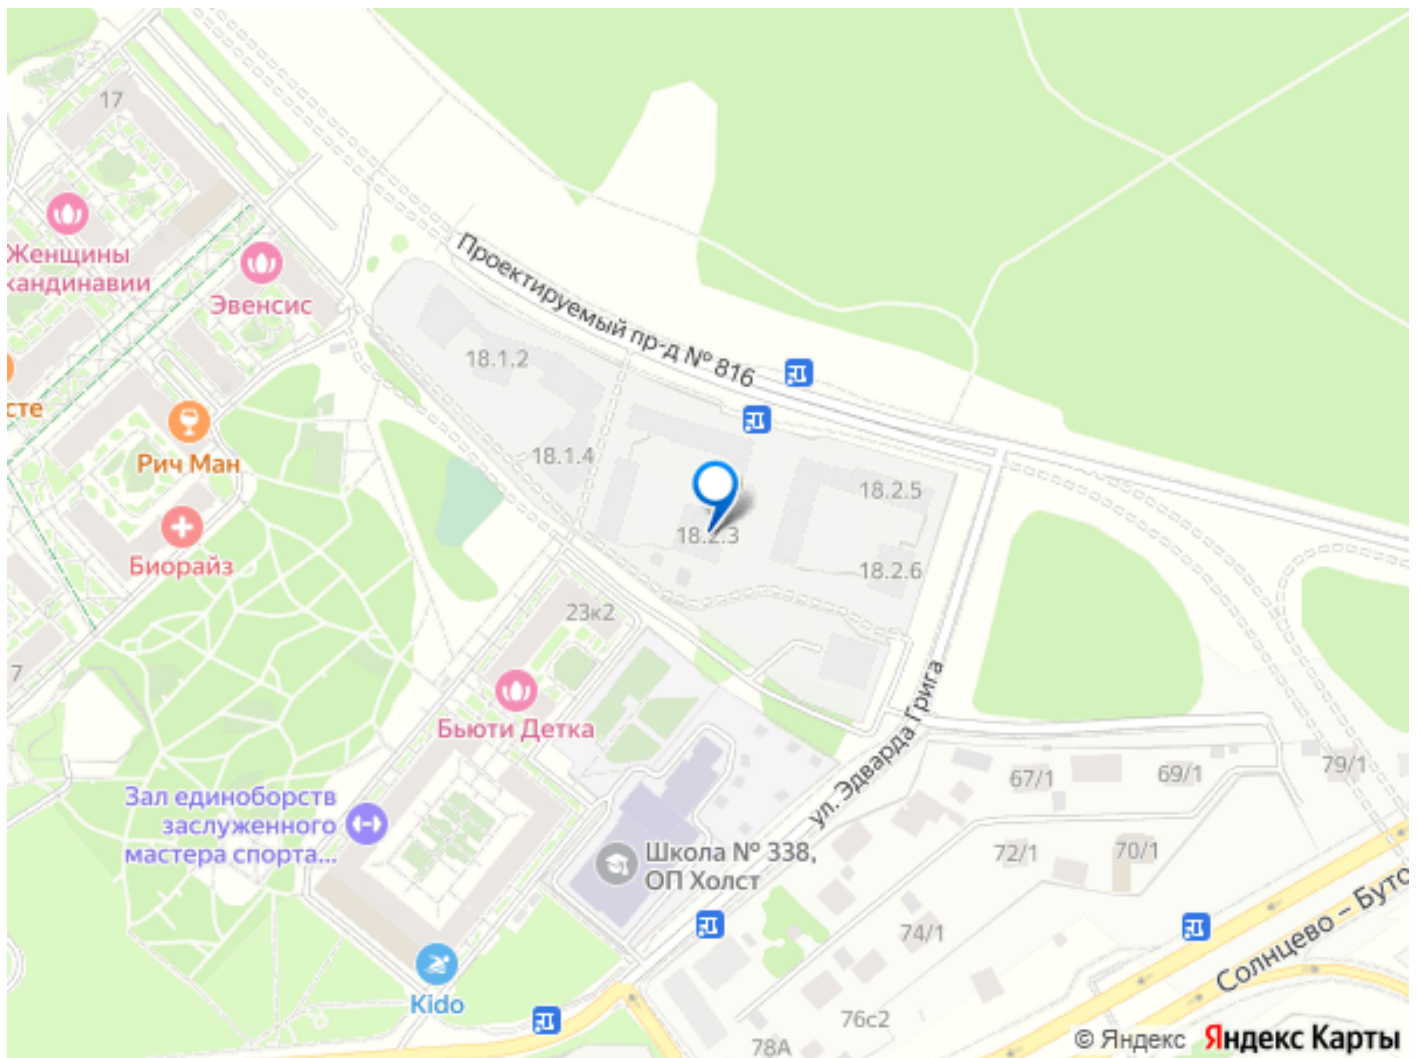 17
Женщины
кандинавии
Эвенсис
Проектируемый пр-д № 816
18.1.2
сте
Рич Ман
18.1.4
18.2.5
18.2.3
Биорайз
18.2.6
23к2
7
Бьюти Детка
ул. Эдварда Грига
67/1
69/1
79/1
Зал единоборств
заслуженного
мастера спорта...
Школа № 338,
ОП Холст
72/1
70/1
74/1
Солнцево – Буто
Kido
76с2
78А
© Яндекс Яндекс Карты